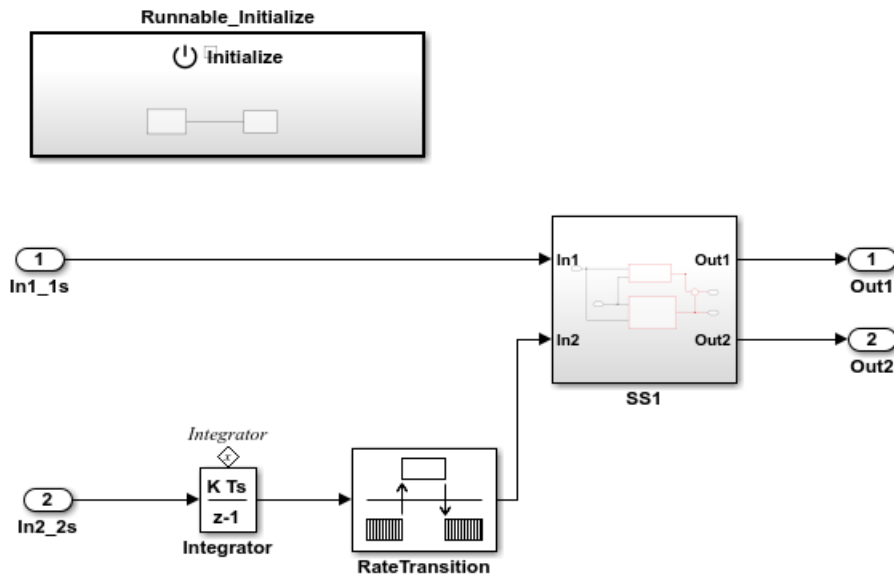 Runnable_Initialize
Initialize
1
In1_1s
In1
Out1
1
Out1
In2
Out2
2
Out2
SS1
Integrator
x
2
In2_2s
K Ts
z-1
Integrator
RateTransition